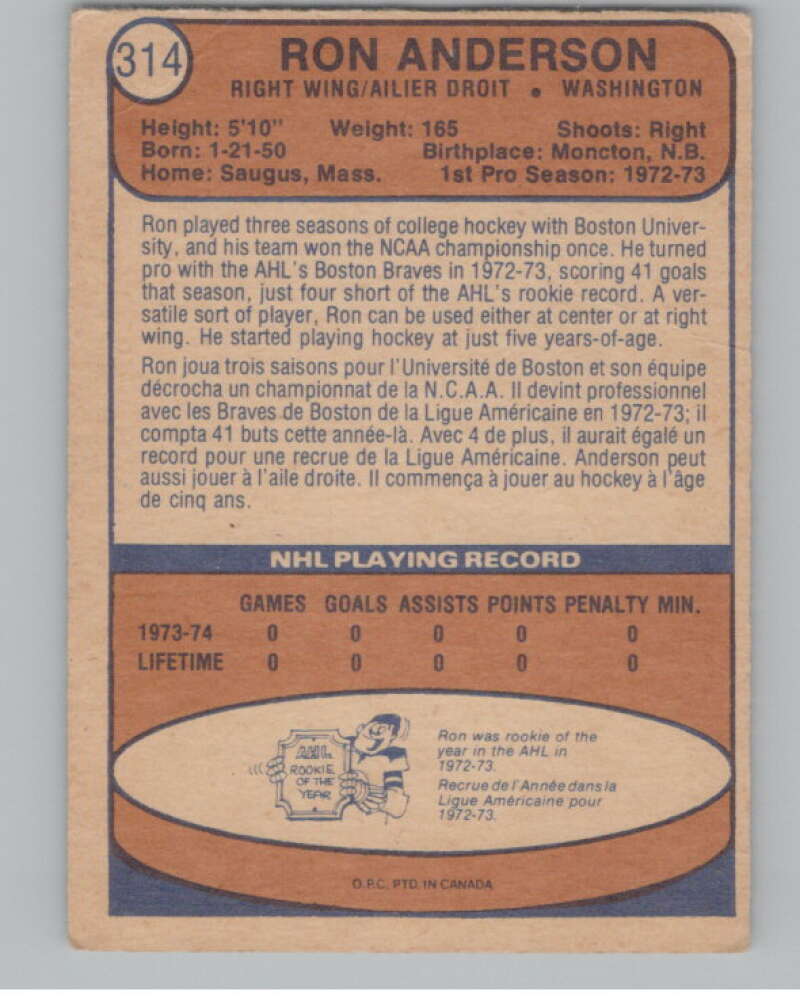 314
RON ANDERSON
RIGHT WING/AILIER DROIT • WASHINGTON
Height: 5'10" Weight: 165 Shoots: Right
Born: 1-21-50 Birthplace: Moncton, N.B.
Home: Saugus, Mass. 1st Pro Season: 1972-73
Ron played three seasons of college hockey with Boston Univer-
sity, and his team won the NCAA championship once. He turned
pro with the AHL's Boston Braves in 1972-73, scoring 41 goals
that season, just four short of the AHL's rookie record. A ver-
satile sort of player, Ron can be used either at center or at right
wing. He started playing hockey at just five years-of-age.
Ron joua trois saisons pour l'Université de Boston et son équipe
décrocha un championnat de la N.C.A.A. Il devint professionnel
avec les Braves de Boston de la Ligue Américaine en 1972-73; il
compta 41 buts cette année-là. Avec 4 de plus, il aurait égalé un
record pour une recrue de la Ligue Américaine. Anderson peut
aussi jouer à l'aile droite. Il commença à jouer au hockey à l'âge
de cinq ans.
NHL PLAYING RECORD
GAMES GOALS ASSISTS POINTS PENALTY MIN.
1973-74 0 0 0 0 0
LIFETIME 0 0 0 0 0
AHL
ROOKIE
OF THE
YEAR
Ron was rookie of the
year in the AHL in
1972-73.
Recrue de l'Année dans la
Ligue Américaine pour
1972-73.
O.P.C. PTD. IN CANADA